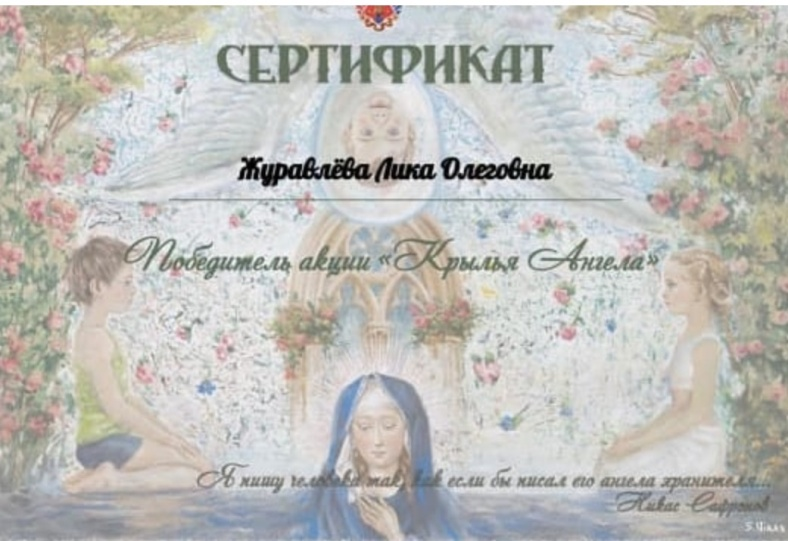 СЕРТИФИКАТ
Журавлёва Лика Олеговна
Победитель акции «Крылья Ангела»
Я пишу человека так, как если бы писал его ангела хранителя...
Никас Сафронов